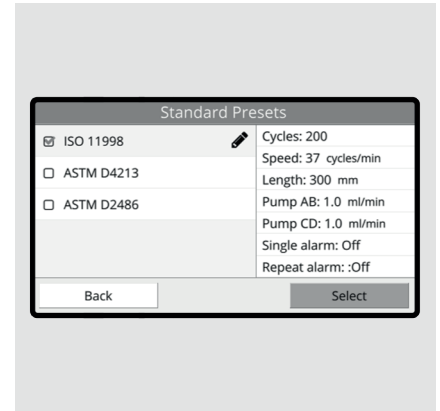 Standard Presets
ISO 11998
ASTM D4213
ASTM D2486
Cycles: 200
Speed: 37 cycles/min
Length: 300 mm
Pump AB: 1.0 ml/min
Pump CD: 1.0 ml/min
Single alarm: Off
Repeat alarm: :Off
Back
Select